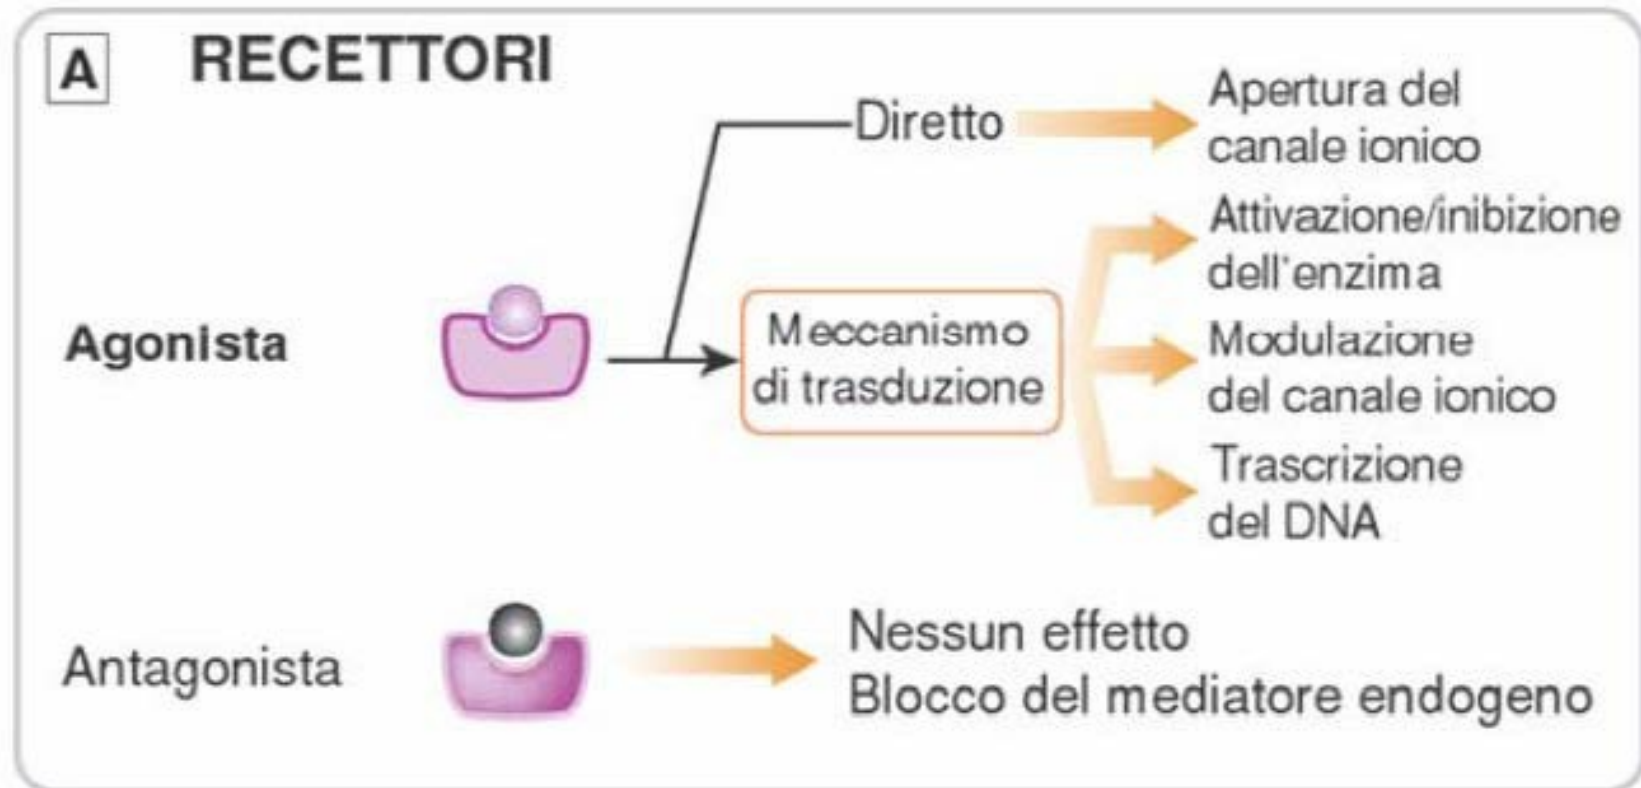 A RECETTORI
Diretto
Apertura del
canale ionico
Attivazione/inibizione
dell'enzima
Agonista
Meccanismo
di trasduzione
Modulazione
del canale ionico
Trascrizione
del DNA
Antagonista
Nessun effetto
Blocco del mediatore endogeno